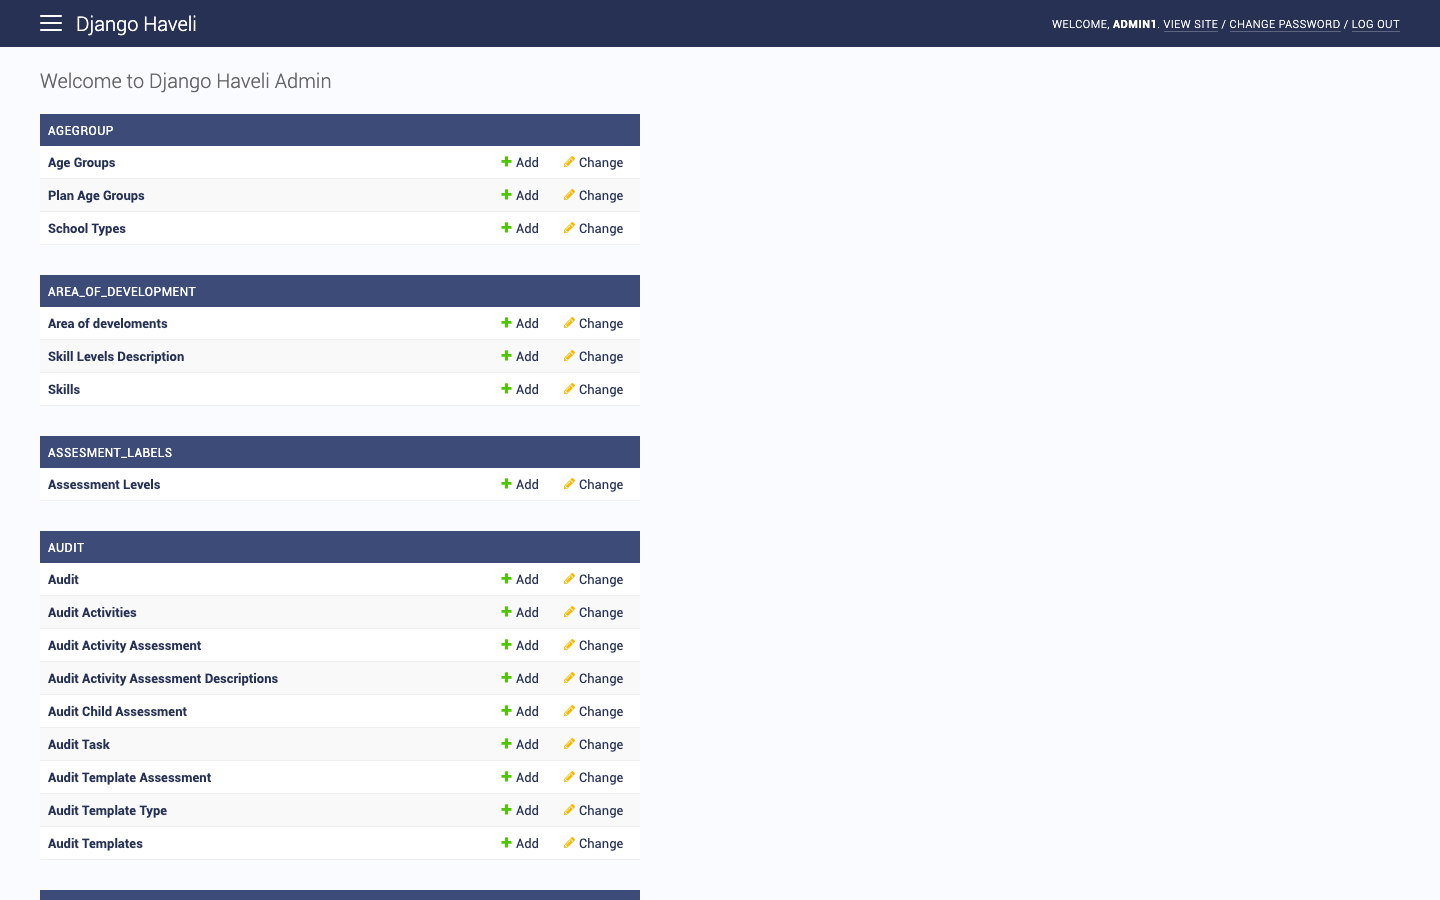 Django Haveli
WELCOME, ADMIN1. VIEW SITE / CHANGE PASSWORD / LOG OUT
Welcome to Django Haveli Admin
AGEGROUP
Age Groups Add Change
Plan Age Groups Add Change
School Types Add Change
AREA_OF_DEVELOPMENT
Area of develoments Add Change
Skill Levels Description Add Change
Skills Add Change
ASSESMENT_LABELS
Assessment Levels Add Change
AUDIT
Audit Add Change
Audit Activities Add Change
Audit Activity Assessment Add Change
Audit Activity Assessment Descriptions Add Change
Audit Child Assessment Add Change
Audit Task Add Change
Audit Template Assessment Add Change
Audit Template Type Add Change
Audit Templates Add Change